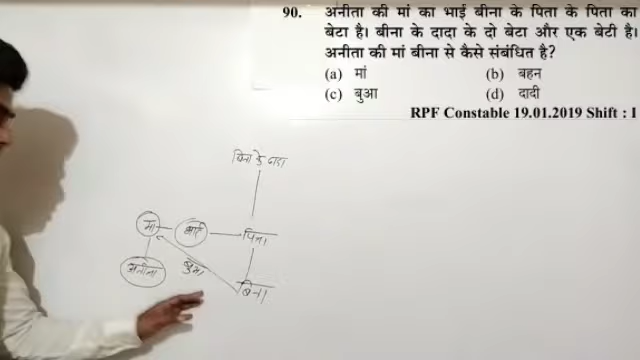 90. अनीता की मां का भाई बीना के पिता के पिता का
बेटा है। बीना के दादा के दो बेटा और एक बेटी है।
अनीता की मां बीना से कैसे संबंधित है?
(a) मां (b) बहन
(c) बुआ (d) दादी
RPF Constable 19.01.2019 Shift : I
बिना के दादा
मां भाई पिता
अनीता बुआ बिना